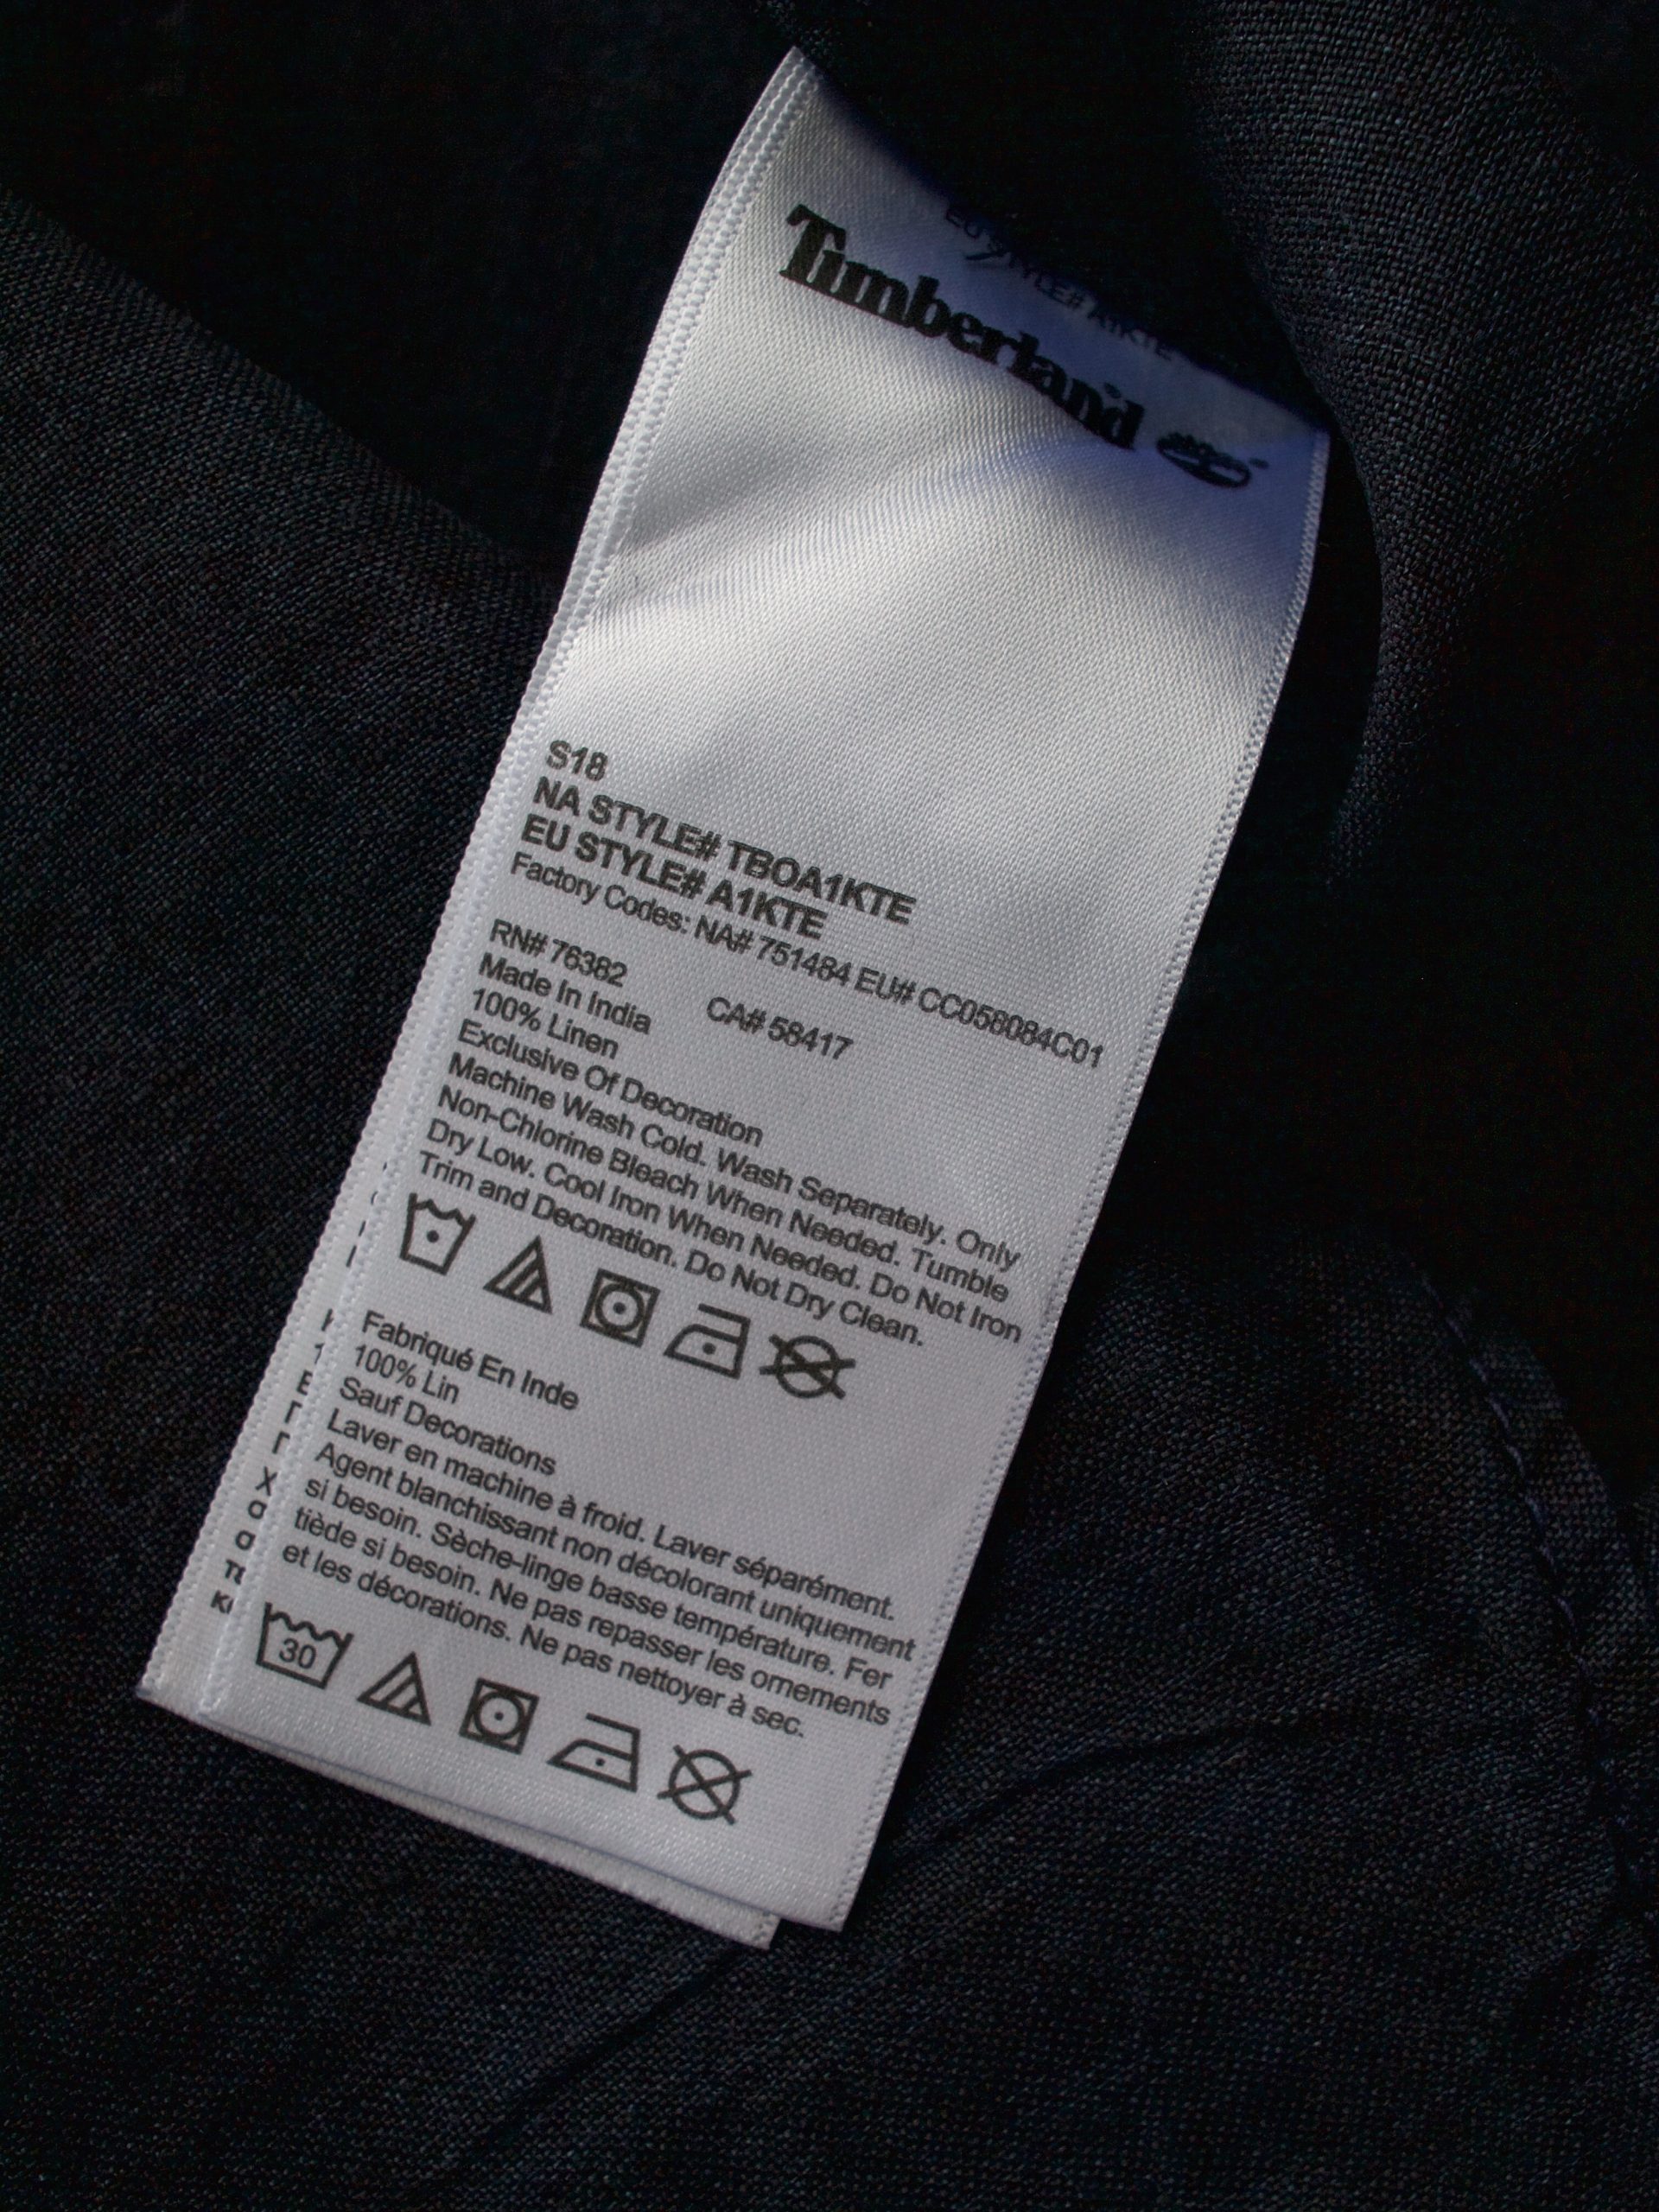 EU STYLE# A1KTE
Timberland
S18
NA STYLE# TBOA1KTE
EU STYLE# A1KTE
Factory Codes: NA# 751484 EU# CC058084C01
RN# 76382 CA# 58417
Made In India
100% Linen
Exclusive Of Decoration
Machine Wash Cold. Wash Separately. Only
Non-Chlorine Bleach When Needed. Tumble
Dry Low. Cool Iron When Needed. Do Not Iron
Trim and Decoration. Do Not Dry Clean.
Fabriqué En Inde
100% Lin
Sauf Decorations
Laver en machine à froid. Laver séparément.
Agent blanchissant non décolorant uniquement
si besoin. Sèche-linge basse température. Fer
tiède si besoin. Ne pas repasser les ornements
et les décorations. Ne pas nettoyer à sec.
30